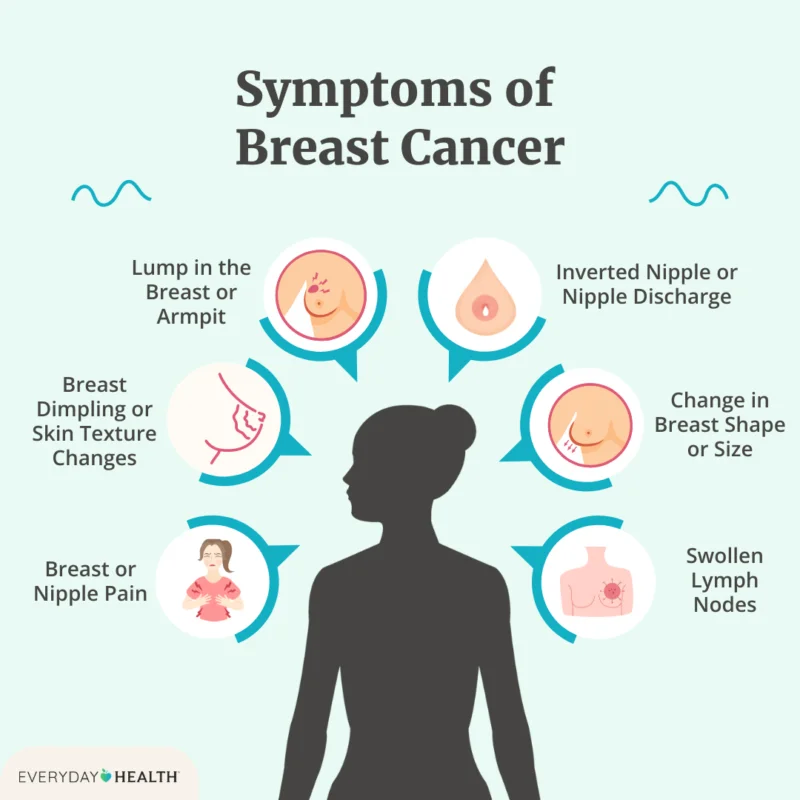 Symptoms of
Breast Cancer
Lump in the
Breast or
Armpit
Inverted Nipple or
Nipple Discharge
Breast
Dimpling or
Skin Texture
Changes
Change in
Breast Shape
or Size
Breast or
Nipple Pain
Swollen
Lymph
Nodes
EVERYDAY HEALTH